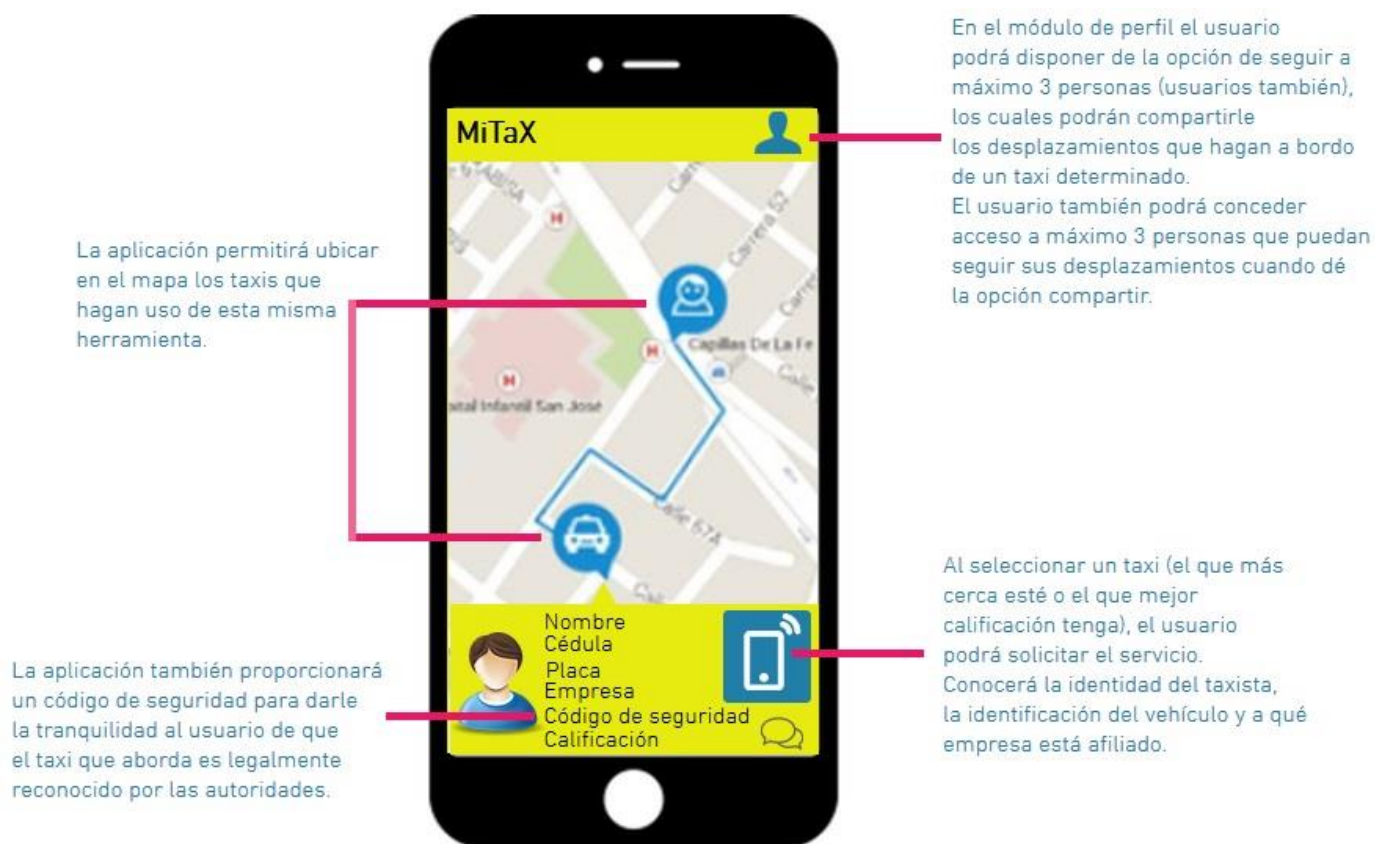 En el módulo de perfil el usuario
podrá disponer de la opción de seguir a
máximo 3 personas (usuarios también),
los cuales podrán compartirle
los desplazamientos que hagan a bordo
de un taxi determinado.
El usuario también podrá conceder
acceso a máximo 3 personas que puedan
seguir sus desplazamientos cuando dé
la opción compartir.
La aplicación permitirá ubicar
en el mapa los taxis que
hagan uso de esta misma
herramienta.
MiTaX
Carrera 52
H
H
H
Capillas De La Fe
Infantil San José
Calle 67A
Nombre
Cédula
Placa
Empresa
Código de seguridad
Calificación
Al seleccionar un taxi (el que más
cerca esté o el que mejor
calificación tenga), el usuario
podrá solicitar el servicio.
Conocerá la identidad del taxista,
la identificación del vehículo y a qué
empresa está afiliado.
La aplicación también proporcionará
un código de seguridad para darle
la tranquilidad al usuario de que
el taxi que aborda es legalmente
reconocido por las autoridades.